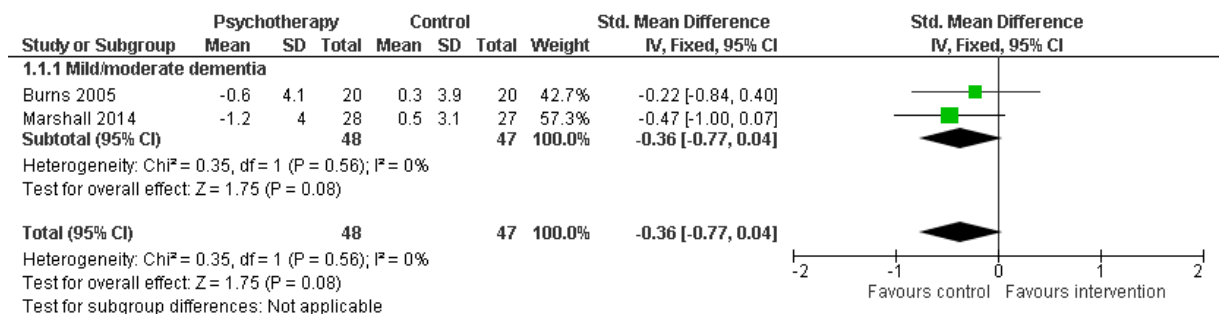 Psychotherapy Control Std. Mean Difference Std. Mean Difference
Study or Subgroup Mean SD Total Mean SD Total Weight IV, Fixed, 95% CI IV, Fixed, 95% CI
1.1.1 Mild/moderate dementia
Burns 2005 -0.6 4.1 20 0.3 3.9 20 42.7% -0.22 [-0.84, 0.40]
Marshall 2014 -1.2 4 28 0.5 3.1 27 57.3% -0.47 [-1.00, 0.07]
Subtotal (95% CI) 48 47 100.0% -0.36 [-0.77, 0.04]
Heterogeneity: Chi² = 0.35, df = 1 (P = 0.56); I² = 0%
Test for overall effect: Z = 1.75 (P = 0.08)
Total (95% CI) 48 47 100.0% -0.36 [-0.77, 0.04]
Heterogeneity: Chi² = 0.35, df = 1 (P = 0.56); I² = 0%
Test for overall effect: Z = 1.75 (P = 0.08)
Test for subgroup differences: Not applicable
-2 -1 0 1 2
Favours control Favours intervention